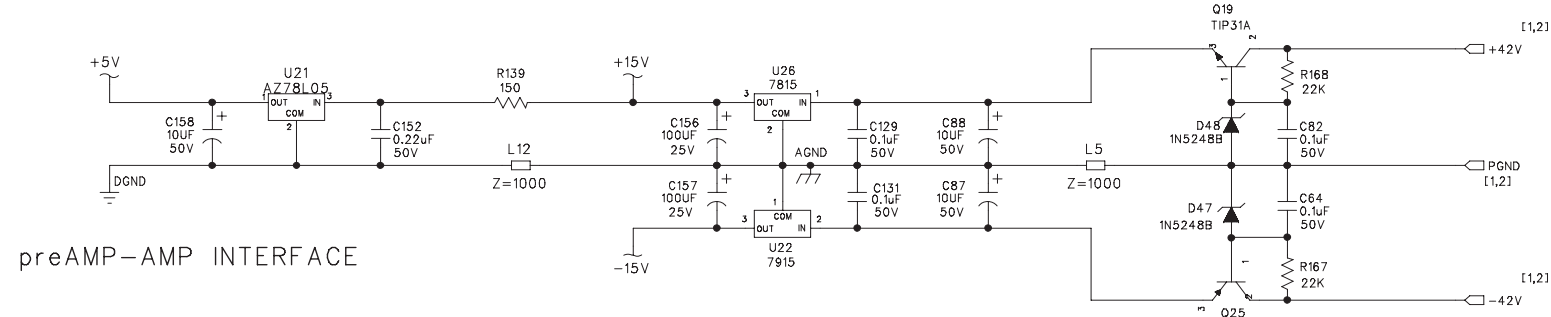 Q19
TIP31A
[1,2]
3
2
+42V
1
R168
22K
+5V
U21
AZ78L05
1
OUT
IN
3
COM
2
R139
150
+15V
U26
7815
3
OUT
IN
1
COM
2
C158
10UF
50V
+
C152
0.22uF
50V
C156
100UF
25V
+
C129
0.1uF
50V
C88
10UF
50V
+
D48
1N5248B
C82
0.1uF
50V
DGND
L12
Z=1000
AGND
L5
Z=1000
PGND
[1,2]
C157
100UF
25V
+
C131
0.1uF
50V
C87
10UF
50V
+
D47
1N5248B
C64
0.1uF
50V
1
COM
3
OUT
IN
2
U22
7915
-15V
preAMP-AMP INTERFACE
1
R167
22K
[1,2]
3
2
-42V
Q25